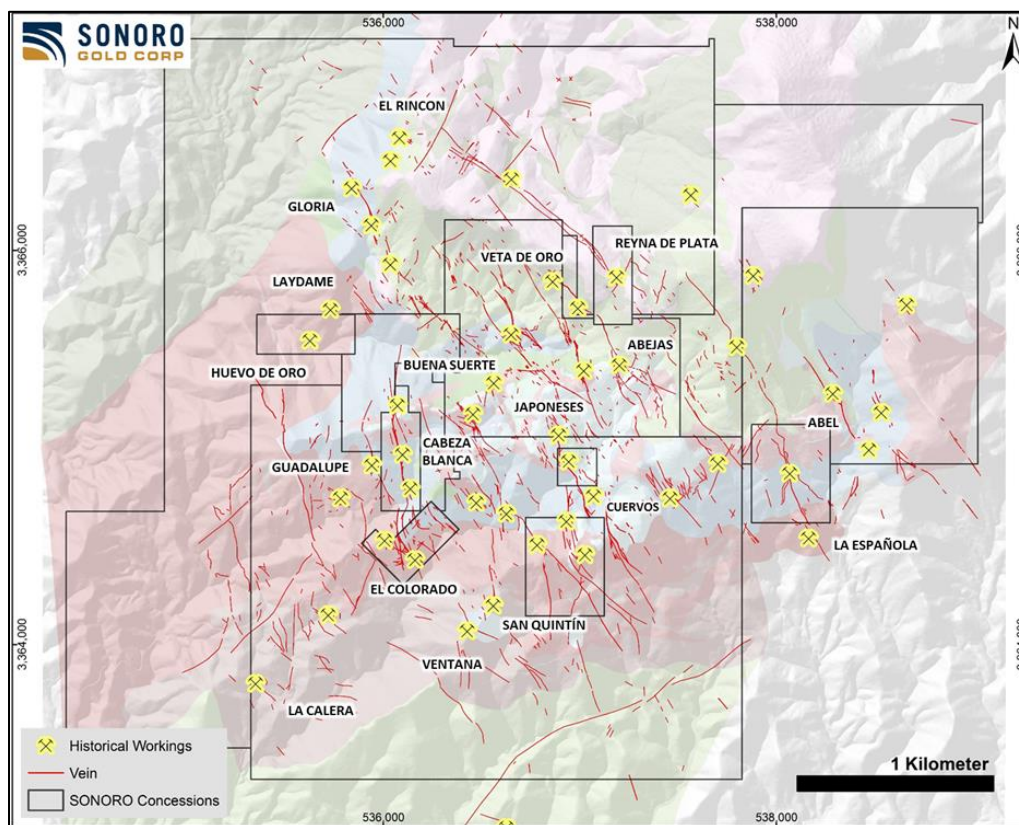 SONORO
GOLD CORP
536,000
538,000
N
EL RINCON
GLORIA
3,366,000
REYNA DE PLATA
VETA DE ORO
LAYDAME
ABEJAS
BUENA SUERTE
HUEVO DE ORO
JAPONESES
ABEL
CABEZA
BLANCA
GUADALUPE
CUERVOS
LA ESPAÑOLA
EL COLORADO
SAN QUINTÍN
3,364,000
VENTANA
LA CALERA
Historical Workings
Vein
SONORO Concessions
1 Kilometer
536,000
538,000